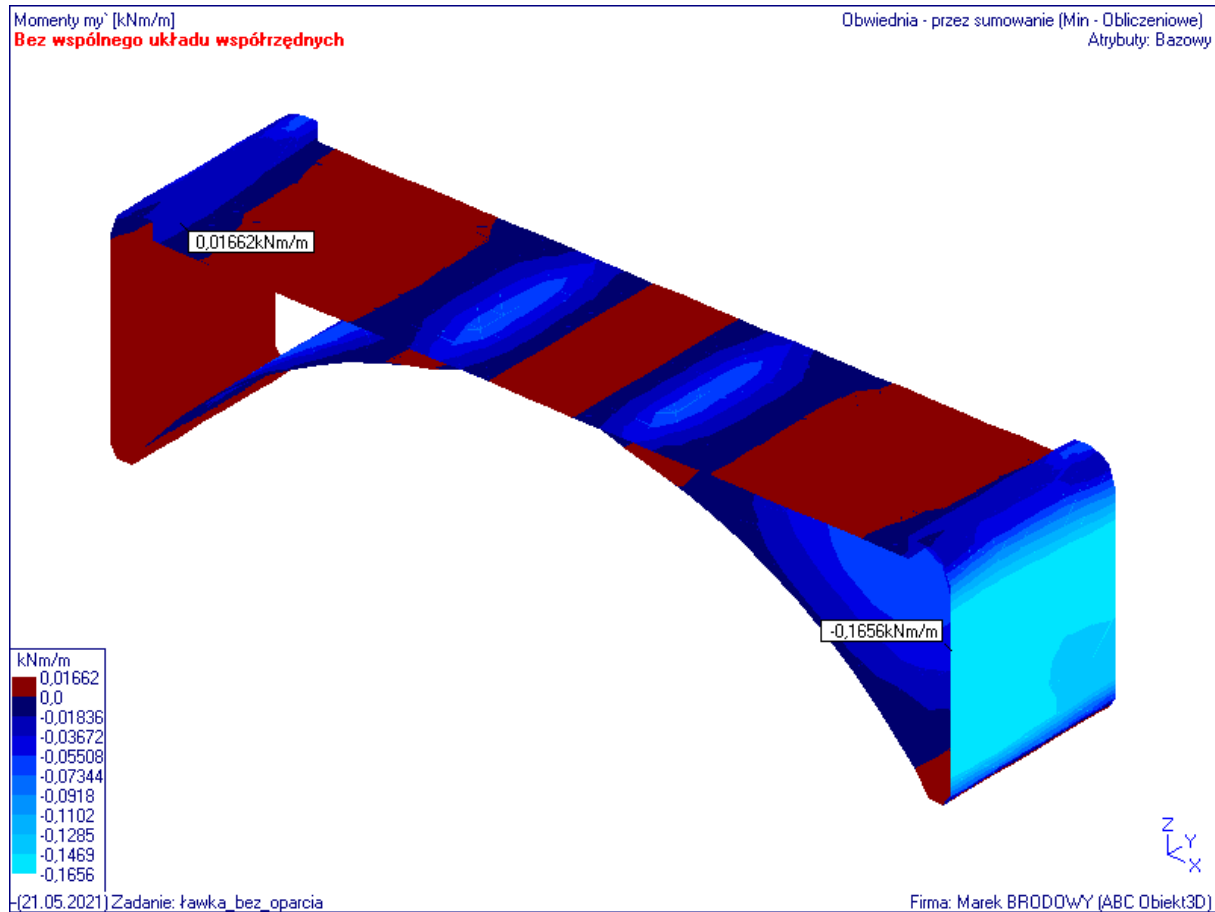 Momenty my` [kNm/m]
Obwiednia - przez sumowanie (Min - Obliczeniowe)
Bez wspólnego układu współrzędnych
Atrybuty: Bazowy
0,01662kNm/m
-0,1656kNm/m
kNm/m
0,01662
0,0
-0,01836
-0,03672
-0,05508
-0,07344
-0,0918
-0,1102
-0,1285
-0,1469
-0,1656
Z
Y
X
-(21.05.2021) Zadanie: ławka_bez_oparcia
Firma: Marek BRODOWY (ABC Obiekt3D)